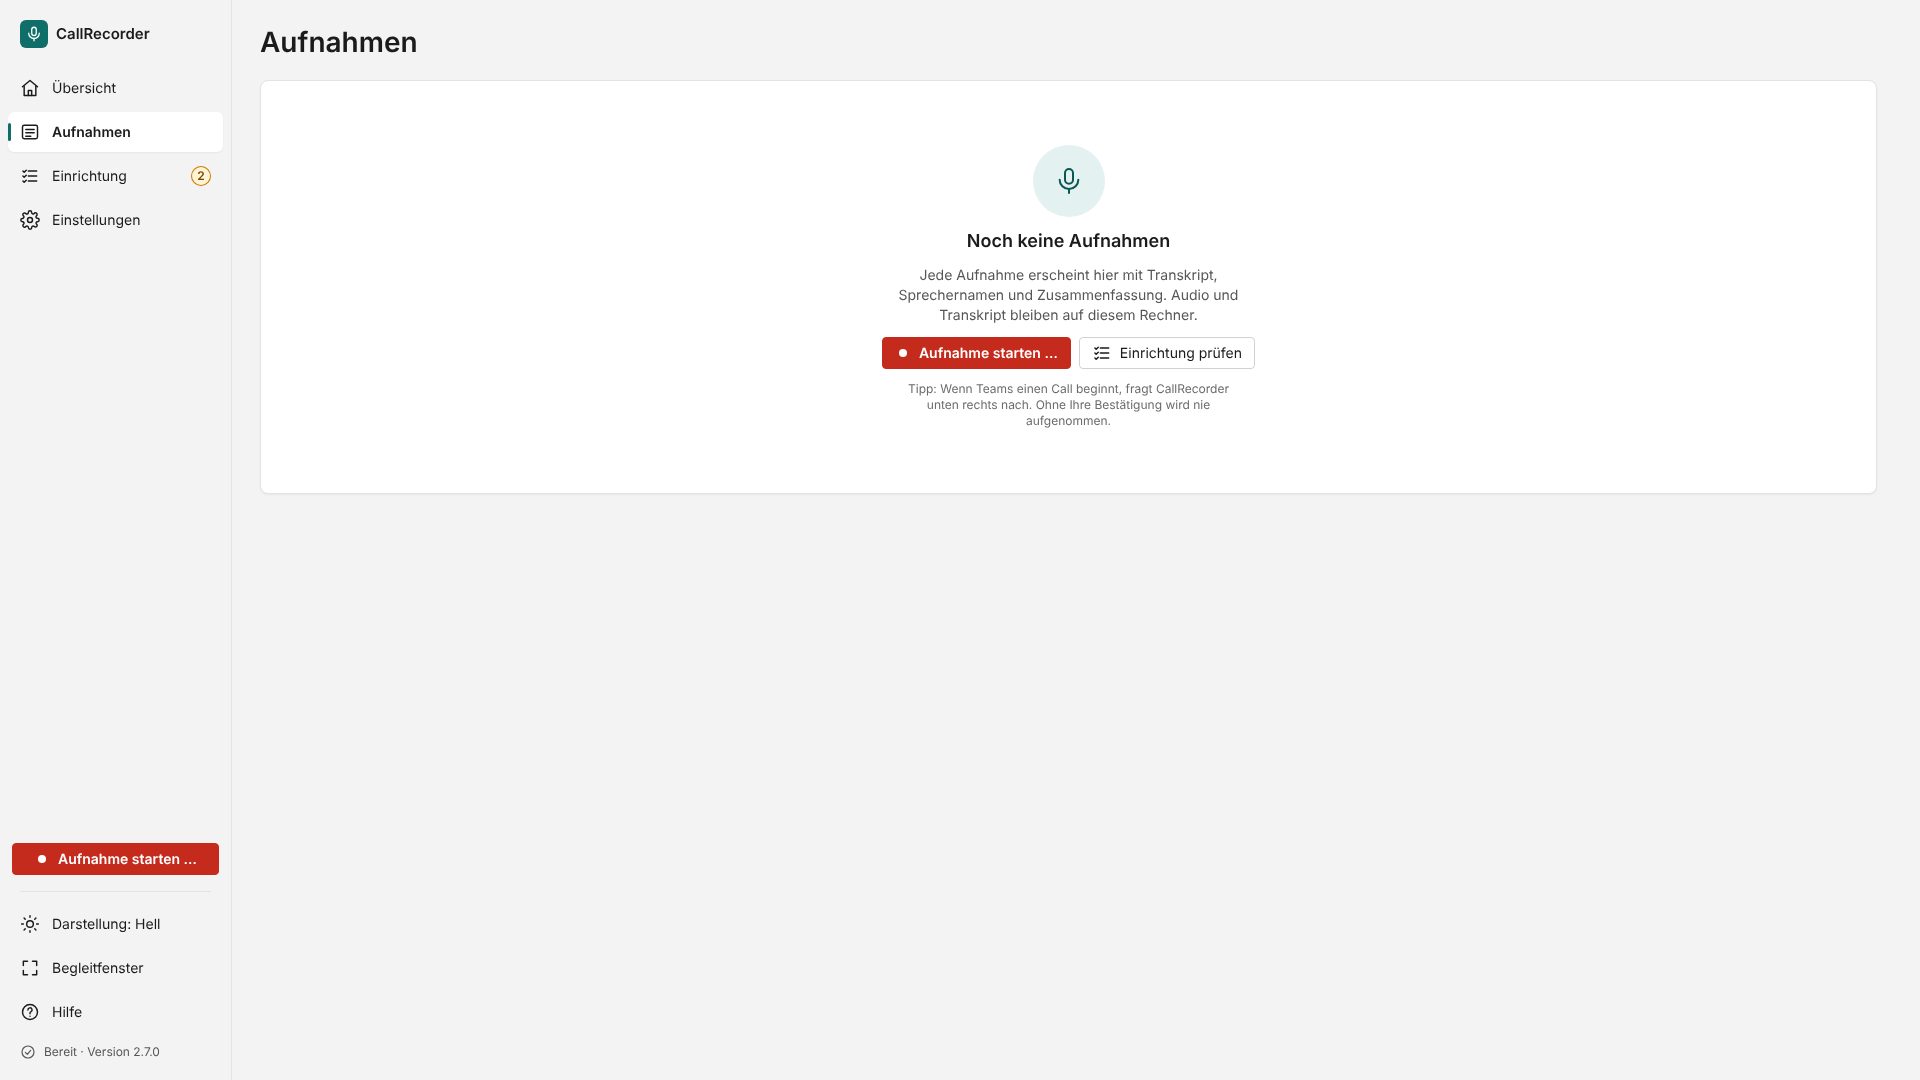 CallRecorder
Übersicht
Aufnahmen
Einrichtung 2
Einstellungen
Aufnahme starten ...
Darstellung: Hell
Begleitfenster
Hilfe
Bereit · Version 2.7.0
Aufnahmen
Noch keine Aufnahmen
Jede Aufnahme erscheint hier mit Transkript,
Sprechernamen und Zusammenfassung. Audio und
Transkript bleiben auf diesem Rechner.
Aufnahme starten ... Einrichtung prüfen
Tipp: Wenn Teams einen Call beginnt, fragt CallRecorder
unten rechts nach. Ohne Ihre Bestätigung wird nie
aufgenommen.